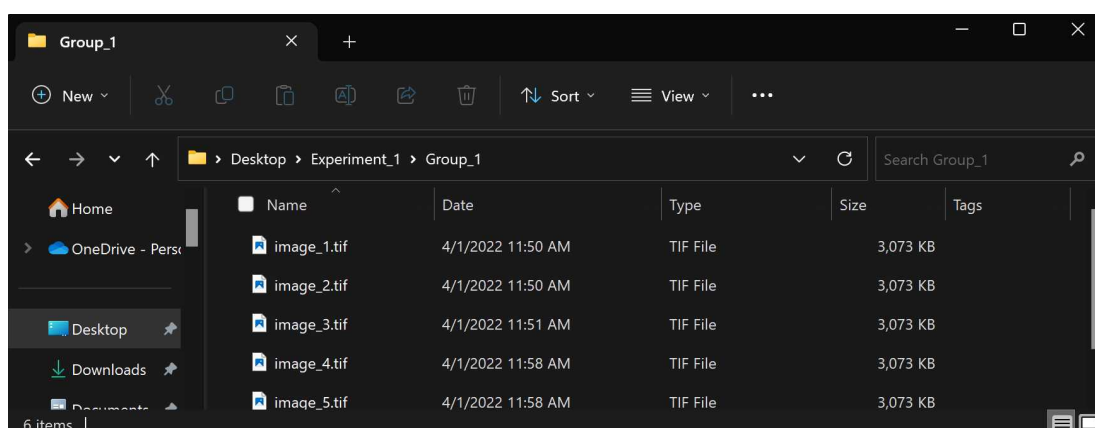 Group_1
New Sort View
Desktop > Experiment_1 > Group_1 Search Group_1
Home Name Date Type Size Tags
OneDrive - Perso image_1.tif 4/1/2022 11:50 AM TIF File 3,073 KB
image_2.tif 4/1/2022 11:50 AM TIF File 3,073 KB
Desktop image_3.tif 4/1/2022 11:51 AM TIF File 3,073 KB
Downloads image_4.tif 4/1/2022 11:58 AM TIF File 3,073 KB
Documents image_5.tif 4/1/2022 11:58 AM TIF File 3,073 KB
6 items